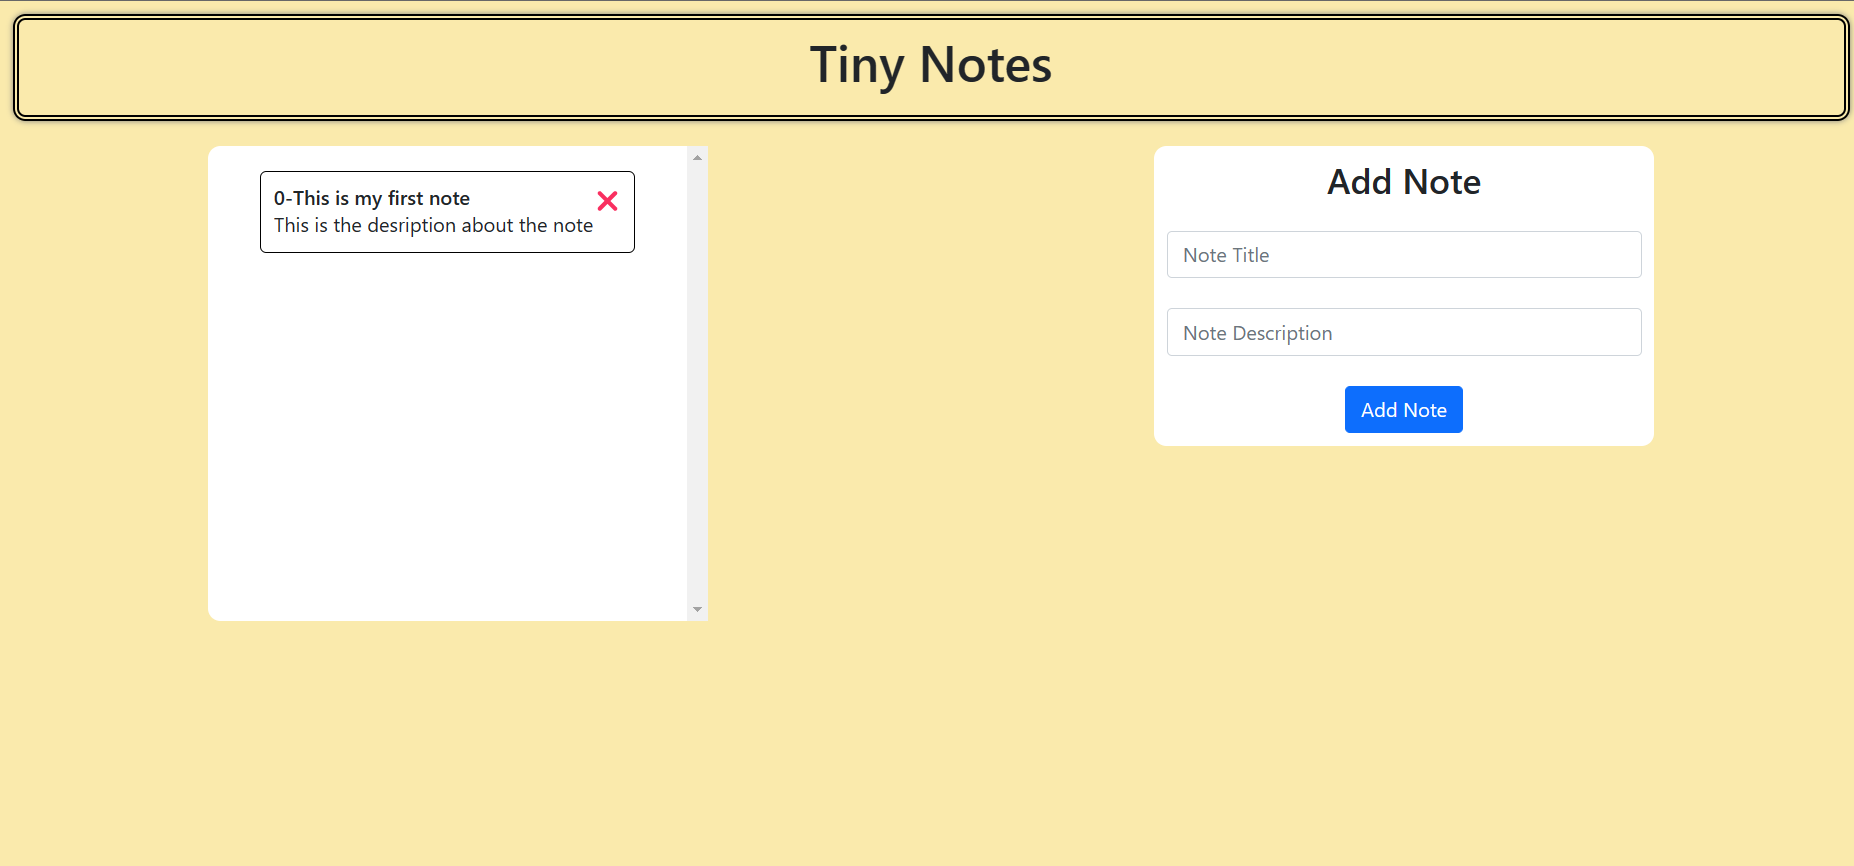 Tiny Notes
0-This is my first note
This is the desription about the note
Add Note
Note Title
Note Description
Add Note